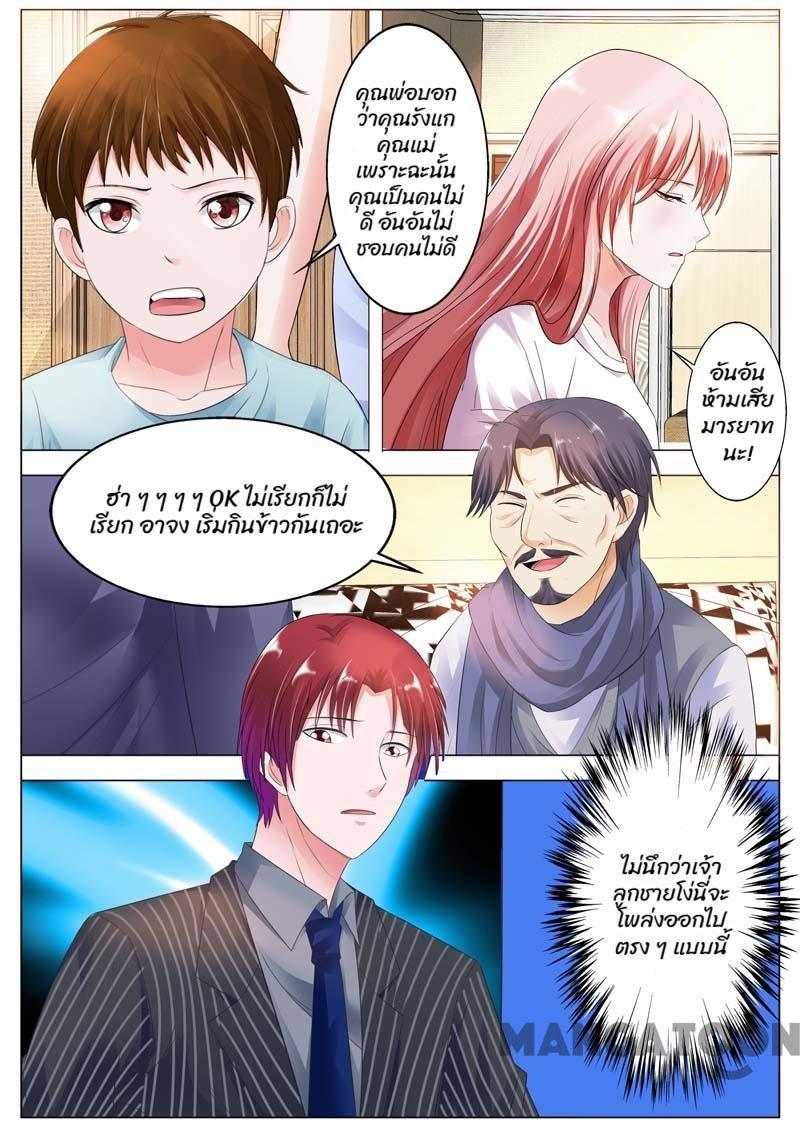 คุณพ่อบอก
ว่าคุณรังแก
คุณแม่
เพราะฉะนั้น
คุณเป็นคนไม่
ดี อันอันไม่
ชอบคนไม่ดี
อันอัน
ห้ามเสีย
มารยาท
นะ!
ฮ่า ๆ ๆ ๆ ๆ OK ไม่เรียกก็ไม่
เรียก อาจง เริ่มกินข้าวกันเถอะ
ไม่นึกว่าเจ้า
ลูกชายโง่นี่จะ
โพล่งออกไป
ตรง ๆ แบบนี้
MANGATOON